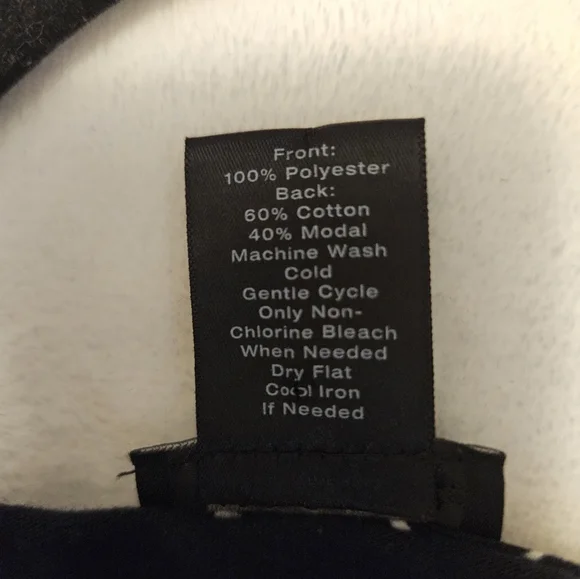 Front:
100% Polyester
Back:
60% Cotton
40% Modal
Machine Wash
Cold
Gentle Cycle
Only Non-
Chlorine Bleach
When Needed
Dry Flat
Cool Iron
If Needed